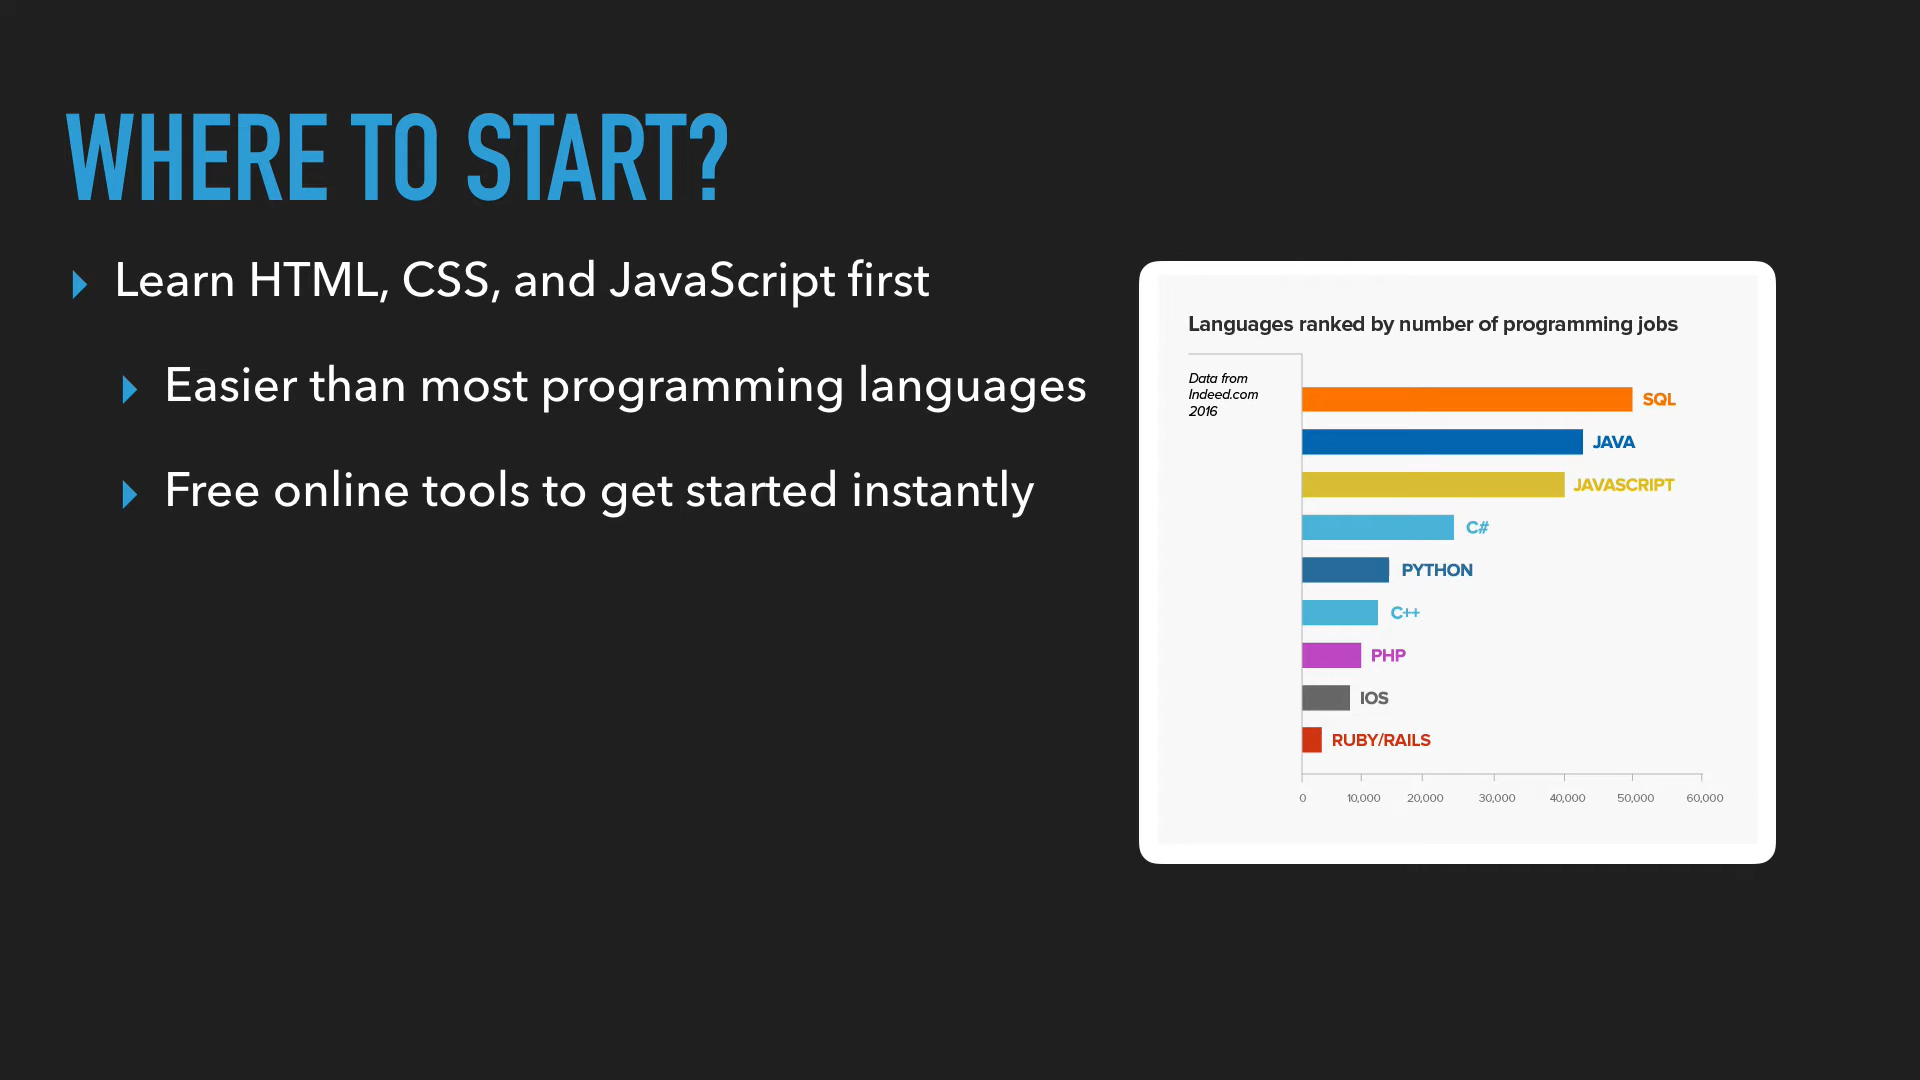 WHERE TO START?
Learn HTML, CSS, and JavaScript first
Easier than most programming languages
Free online tools to get started instantly
Languages ranked by number of programming jobs
Data from
Indeed.com
2016
SQL
JAVA
JAVASCRIPT
C#
PYTHON
C++
PHP
IOS
RUBY/RAILS
0 10,000 20,000 30,000 40,000 50,000 60,000